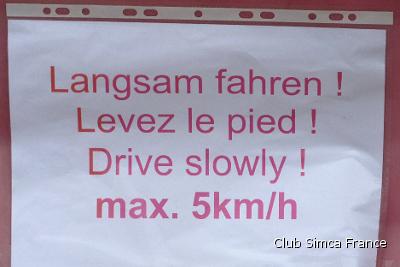 Langsam fahren !
Levez le pied !
Drive slowly !
max. 5km/h
Club Simca France